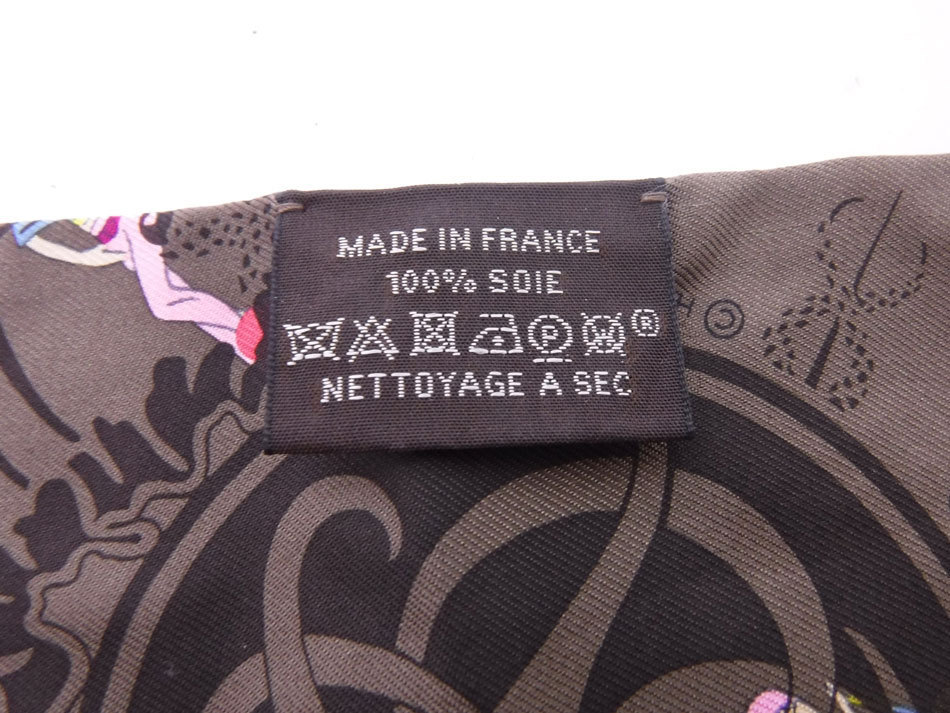 MADE IN FRANCE
100% SOIE
P W ®
NETTOYAGE A SEC
©